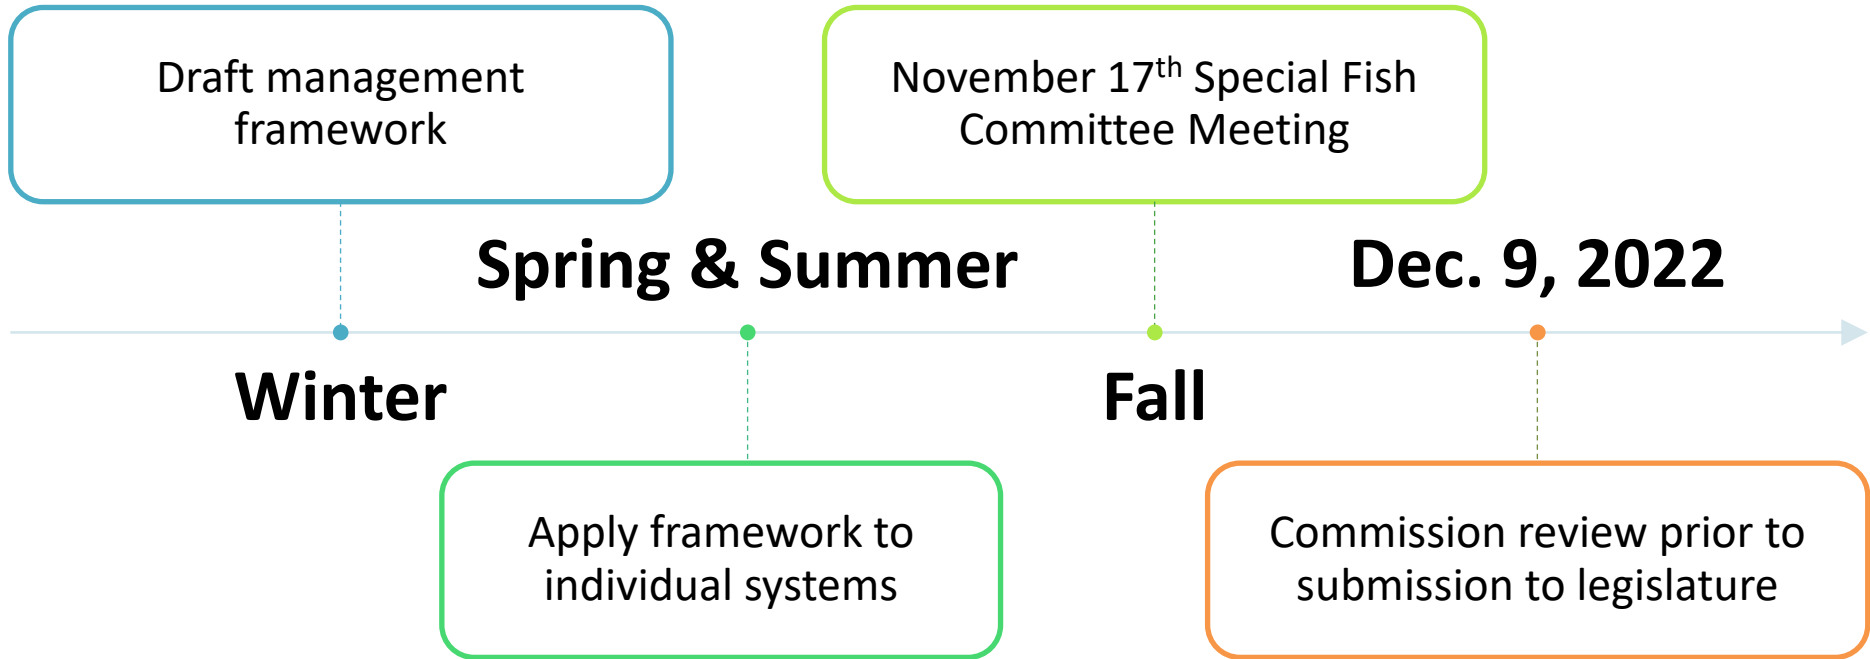 Draft management
framework
November 17th Special Fish
Committee Meeting
Spring & Summer
Dec. 9, 2022
Winter
Fall
Apply framework to
individual systems
Commission review prior to
submission to legislature